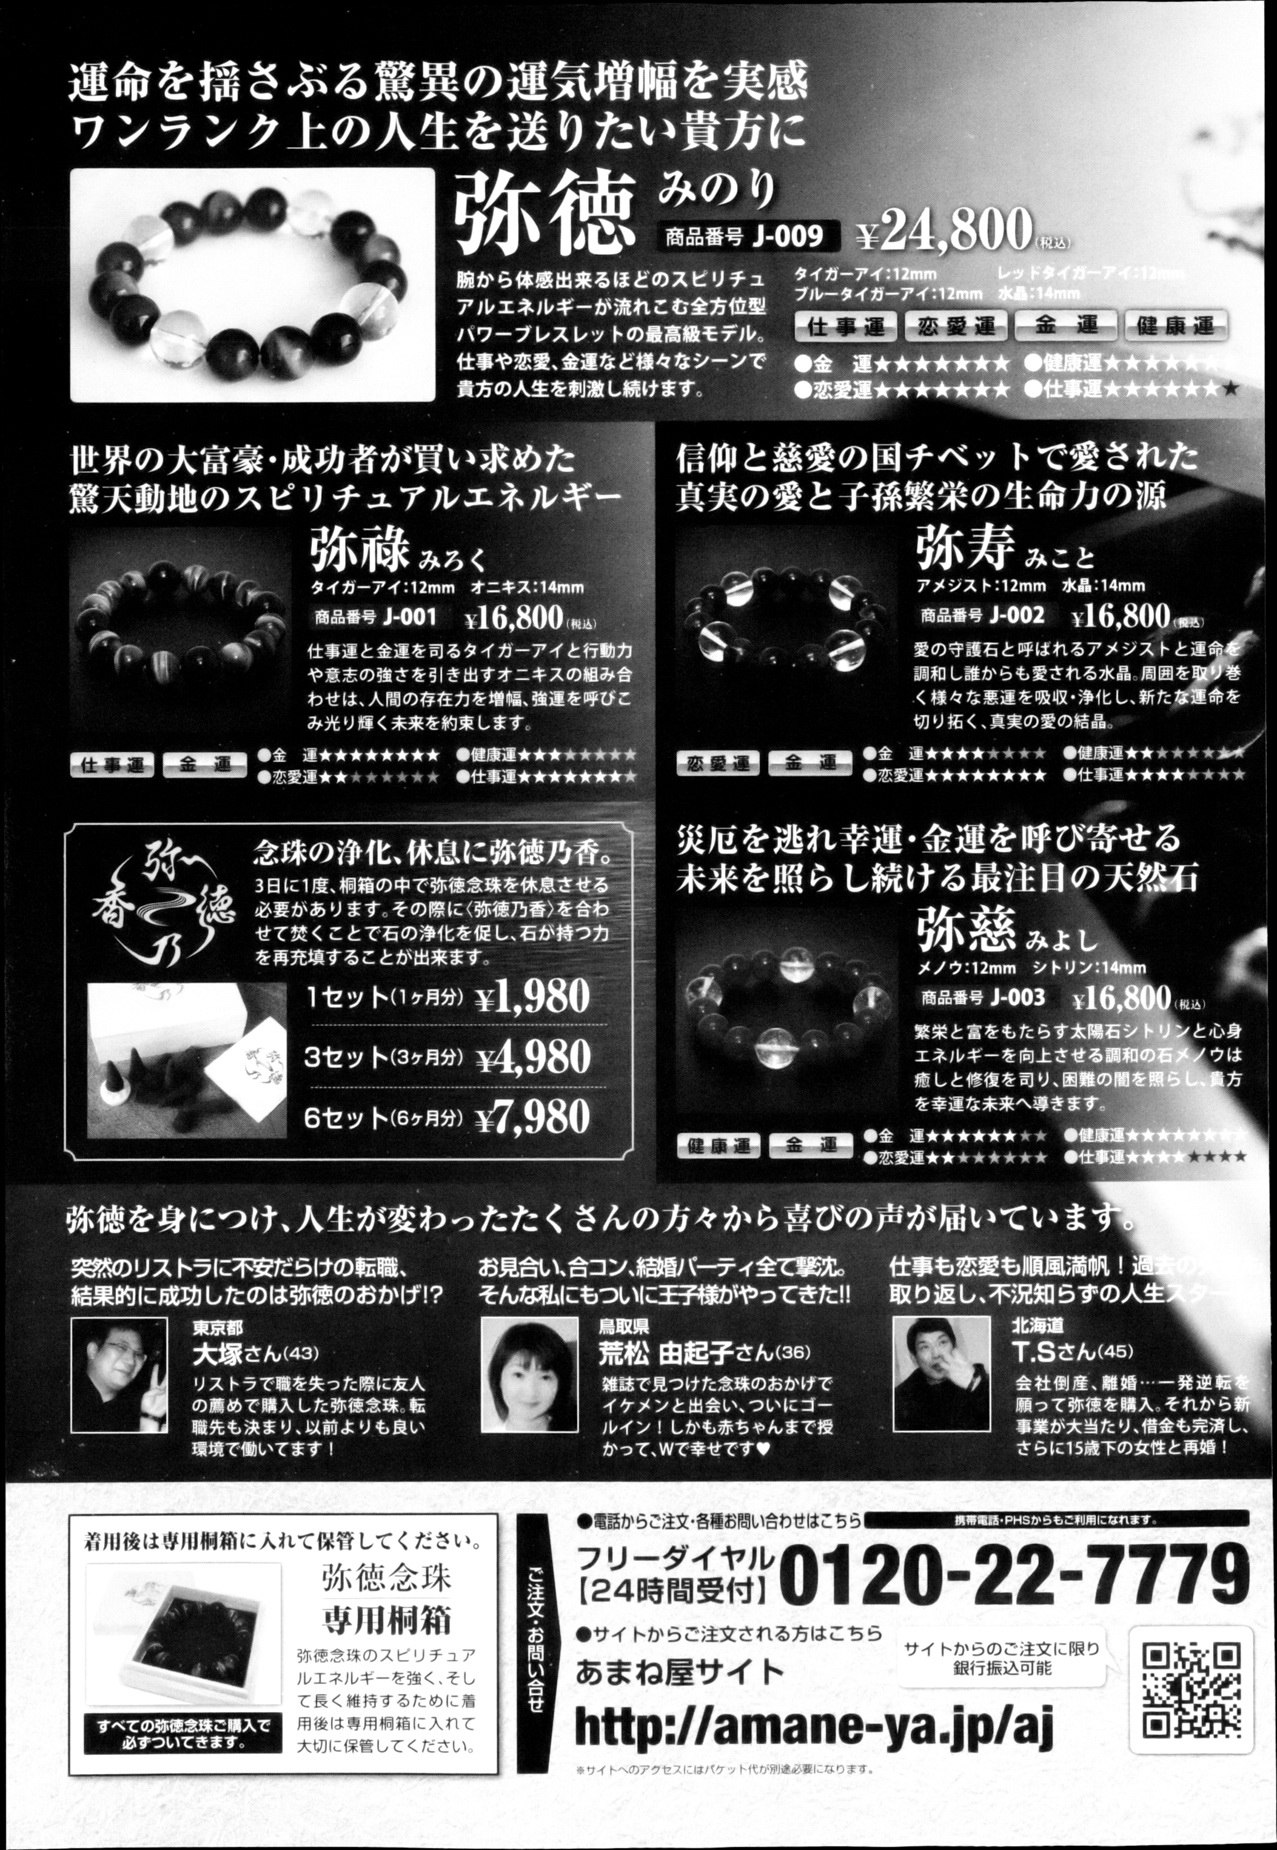 運命を揺さぶる驚異の運気増幅を実感
ワンランク上の人生を送りたい貴方に
弥徳 みのり
商品番号 J-009 ¥24,800(税込)
腕から体感出来るほどのスピリチュ
アルエネルギーが流れこむ全方位型
パワーブレスレットの最高級モデル。
仕事や恋愛、金運など様々なシーンで
貴方の人生を刺激し続けます。
タイガーアイ:12mm レッドタイガーアイ:12mm
ブルータイガーアイ:12mm 水晶:14mm
仕事運 恋愛運 金運 健康運
●金 運★★★★★★★ ●健康運★★★★★★
●恋愛運★★★★★★★ ●仕事運★★★★★★★
世界の大富豪・成功者が買い求めた
驚天動地のスピリチュアルエネルギー
弥禄 みろく
タイガーアイ:12mm オニキス:14mm
商品番号 J-001 ¥16,800(税込)
仕事運と金運を司るタイガーアイと行動力
や意志の強さを引き出すオニキスの組み合
わせは、人間の存在力を増幅、強運を呼びこ
み光り輝く未来を約束します。
仕事運 金運
●金 運★★★★★★★★ ●健康運★★★★★★★★
●恋愛運★★★★★★★★ ●仕事運★★★★★★★★
信仰と慈愛の国チベットで愛された
真実の愛と子孫繁栄の生命力の源
弥寿 みこと
アメジスト:12mm 水晶:14mm
商品番号 J-002 ¥16,800(税込)
愛の守護石と呼ばれるアメジストと運命を
調和し誰からも愛される水晶。周囲を取り巻
く様々な悪運を吸収・浄化し、新たな運命を
切り拓く、真実の愛の結晶。
恋愛運 金運
●金 運★★★★★★★★ ●健康運★★★★★★★★
●恋愛運★★★★★★★★ ●仕事運★★★★★★★★
弥徳乃香
念珠の浄化、休息に弥徳乃香。
3日に1度、桐箱の中で弥徳念珠を休息させる
必要があります。その際に〈弥徳乃香〉を合わ
せて焚くことで石の浄化を促し、石が持つ力
を再充填することが出来ます。
1セット(1ヶ月分) ¥1,980
3セット(3ヶ月分) ¥4,980
6セット(6ヶ月分) ¥7,980
災厄を逃れ幸運・金運を呼び寄せる
未来を照らし続ける最注目の天然石
弥慈 みよし
メノウ:12mm シトリン:14mm
商品番号 J-003 ¥16,800(税込)
繁栄と富をもたらす太陽石シトリンと心身
エネルギーを向上させる調和の石メノウは
癒しと修復を司り、困難の闇を照らし、貴方
を幸運な未来へ導きます。
健康運 金運
●金 運★★★★★★★★ ●健康運★★★★★★★★
●恋愛運★★★★★★★★ ●仕事運★★★★★★★★
弥徳を身につけ、人生が変わったたくさんの方々から喜びの声が届いています。
突然のリストラに不安だらけの転職、
結果的に成功したのは弥徳のおかげ!?
東京都
大塚さん(43)
リストラで職を失った際に友人
の薦めで購入した弥徳念珠。転
職先も決まり、以前よりも良い
環境で働いてます！
お見合い、合コン、結婚パーティ全て撃沈。
そんな私にもついに王子様がやってきた!!
鳥取県
荒松 由起子さん(36)
雑誌で見つけた念珠のおかげで
イケメンと出会い、ついにゴー
ルイン！しかも赤ちゃんまで授
かって、Wで幸せです♥
仕事も恋愛も順風満帆！過去の
取り返し、不況知らずの人生スター
北海道
T.Sさん(45)
会社倒産、離婚…一発逆転を
願って弥徳を購入。それから新
事業が大当たり、借金も完済し、
さらに15歳下の女性と再婚！
着用後は専用桐箱に入れて保管してください。
弥徳念珠
専用桐箱
弥徳念珠のスピリチュア
ルエネルギーを強く、そし
て長く維持するために着
用後は専用桐箱に入れて
大切に保管してください。
すべての弥徳念珠ご購入で
必ずついてきます。
ご注文・お問い合せ
●電話からご注文・各種お問い合わせはこちら 携帯電話・PHSからもご利用になれます。
フリーダイヤル
【24時間受付】 0120-22-7779
●サイトからご注文される方はこちら
あまね屋サイト
サイトからのご注文に限り
銀行振込可能
http://amane-ya.jp/aj
※サイトへのアクセスにはパケット代が別途必要になります。